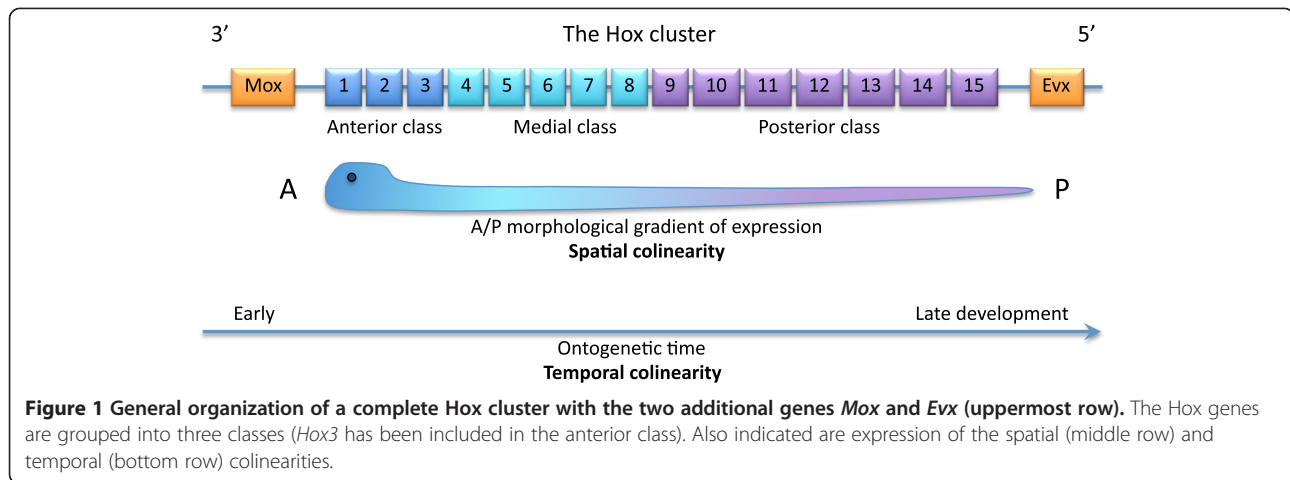 3’ The Hox cluster 5’
Mox 1 2 3 4 5 6 7 8 9 10 11 12 13 14 15 Evx
Anterior class Medial class Posterior class
A P
A/P morphological gradient of expression
Spatial colinearity
Early Late development
Ontogenetic time
Temporal colinearity
Figure 1 General organization of a complete Hox cluster with the two additional genes Mox and Evx (uppermost row). The Hox genes
are grouped into three classes (Hox3 has been included in the anterior class). Also indicated are expression of the spatial (middle row) and
temporal (bottom row) colinearities.